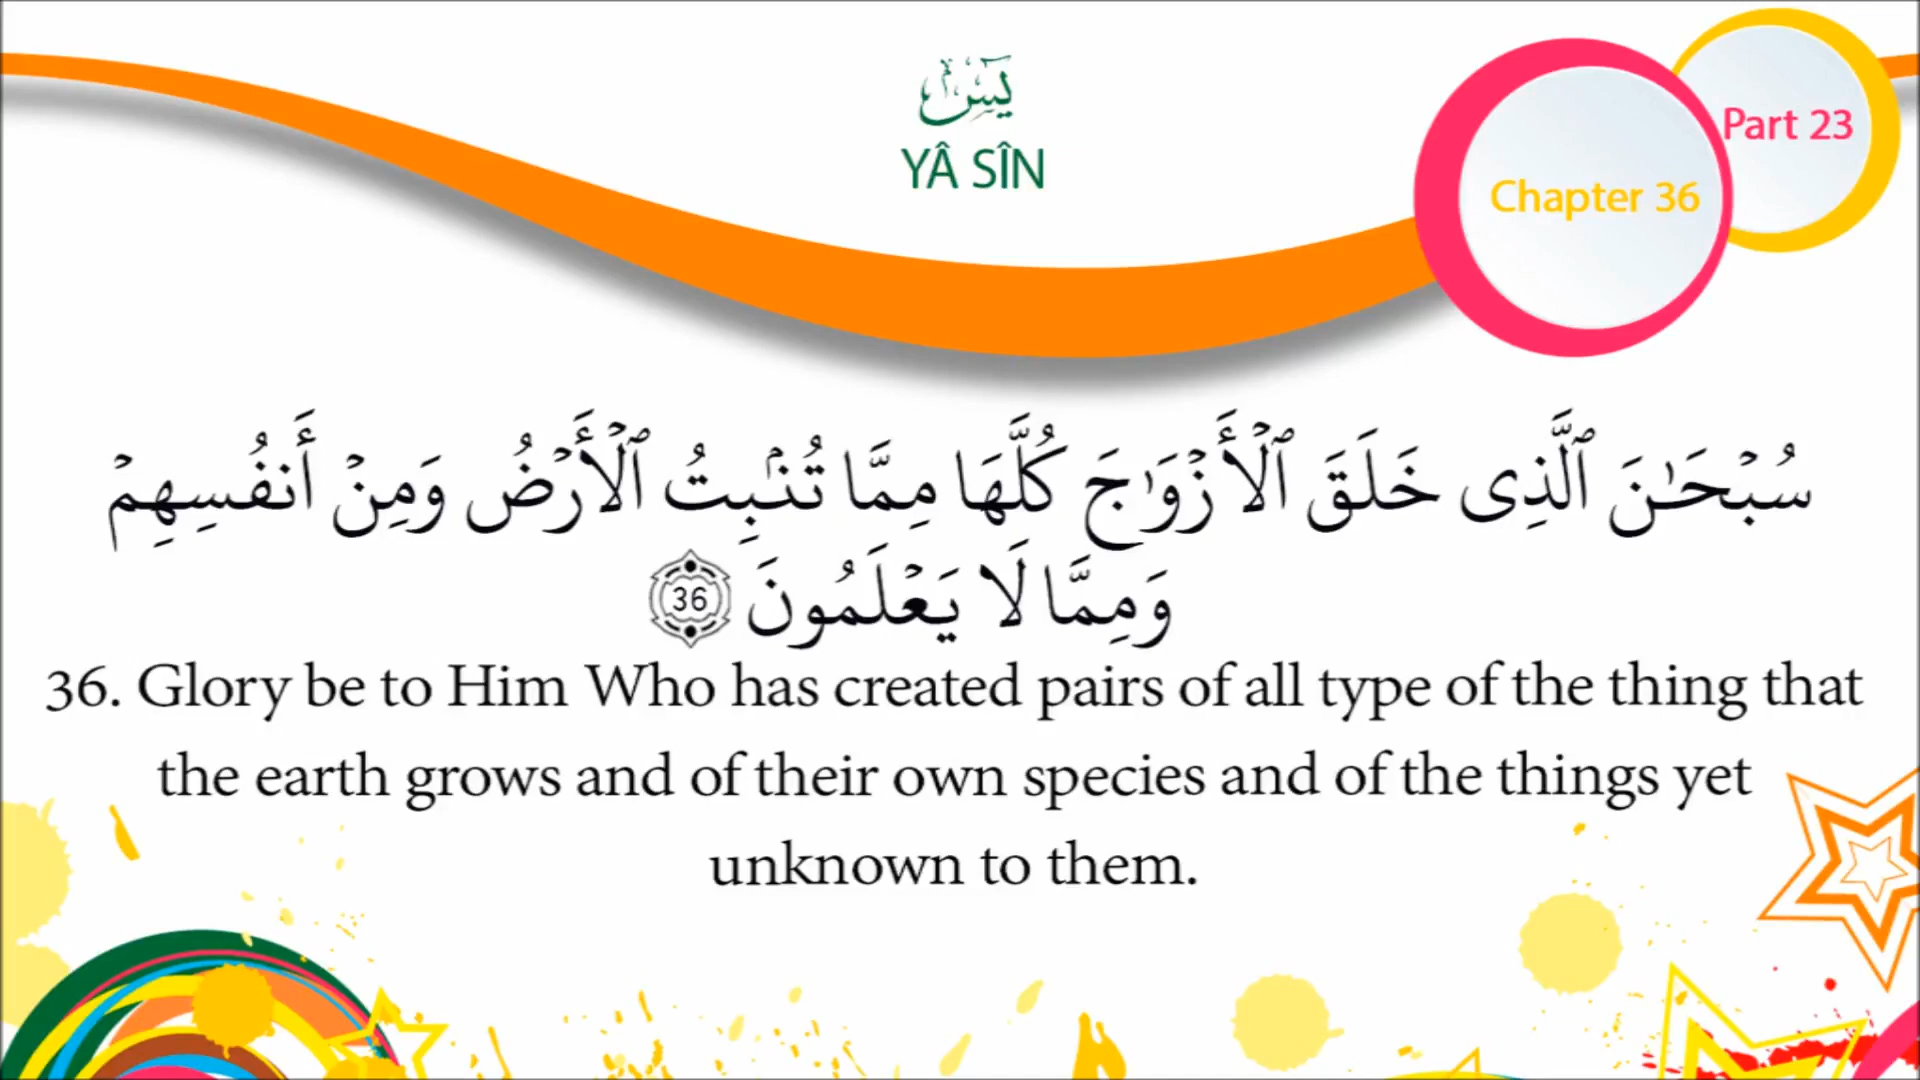 يَسٓ
YÂ SÎN
Part 23
Chapter 36
سُبۡحَـٰنَ ٱلَّذِی خَلَقَ ٱلۡأَزۡوَ ٰ⁠جَ كُلَّهَا مِمَّا تُنۢبِتُ ٱلۡأَرۡضُ وَمِنۡ أَنفُسِهِمۡ
وَمِمَّا لَا یَعۡلَمُونَ 36
36. Glory be to Him Who has created pairs of all type of the thing that
the earth grows and of their own species and of the things yet
unknown to them.